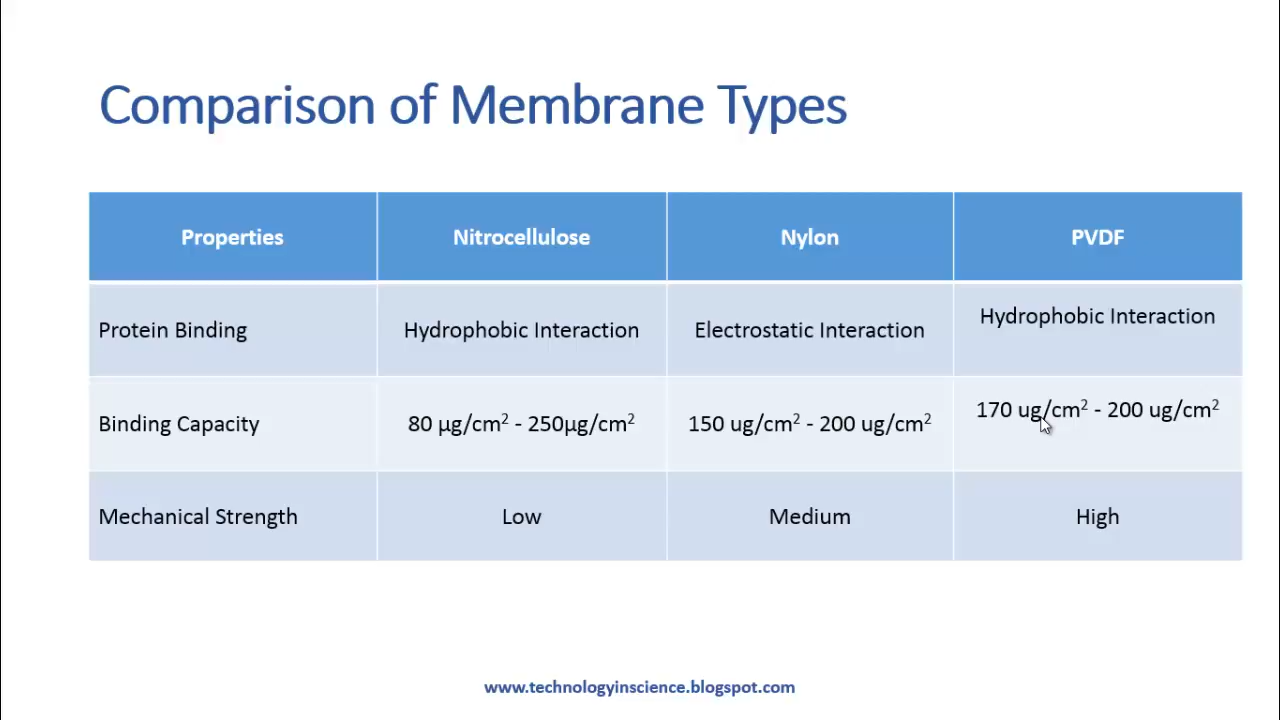 Comparison of Membrane Types
Properties Nitrocellulose Nylon PVDF
Protein Binding Hydrophobic Interaction Electrostatic Interaction Hydrophobic Interaction
Binding Capacity 80 µg/cm² - 250µg/cm² 150 ug/cm² - 200 ug/cm² 170 ug/cm² - 200 ug/cm²
Mechanical Strength Low Medium High
www.technologyinscience.blogspot.com